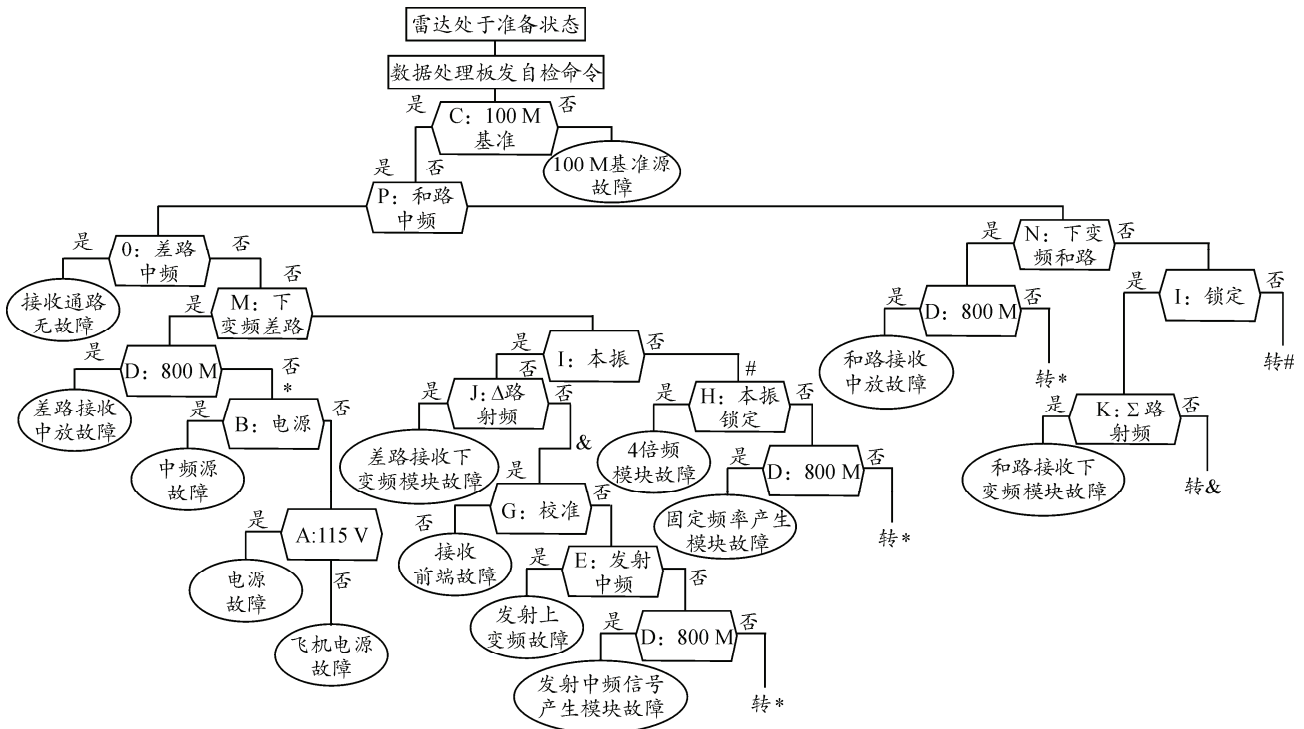 雷达处于准备状态
数据处理板发自检命令
是
否
C：100 M
基准
100 M基准源
故障
是
否
P：和路
中频
是
否
0：差路
中频
接收通路
无故障
是
否
M：下
变频差路
是
否
D：800 M
*
差路接收
中放故障
是
否
B：电源
中频源
故障
是
A:115 V
否
电源
故障
飞机电源
故障
是
否
I：本振
是
否
J：Δ路
射频
差路接收下
变频模块故障
&
是
否
G：校准
否
接收
前端故障
是
否
E：发射
中频
发射上
变频故障
是
否
D：800 M
发射中频信号
产生模块故障
转*
#
是
否
H：本振
锁定
4倍频
模块故障
是
否
D：800 M
固定频率产生
模块故障
转*
是
否
N：下变
频和路
是
否
D：800 M
和路接收
中放故障
转*
是
否
I：锁定
转#
是
否
K：Σ路
射频
和路接收下
变频模块故障
转&